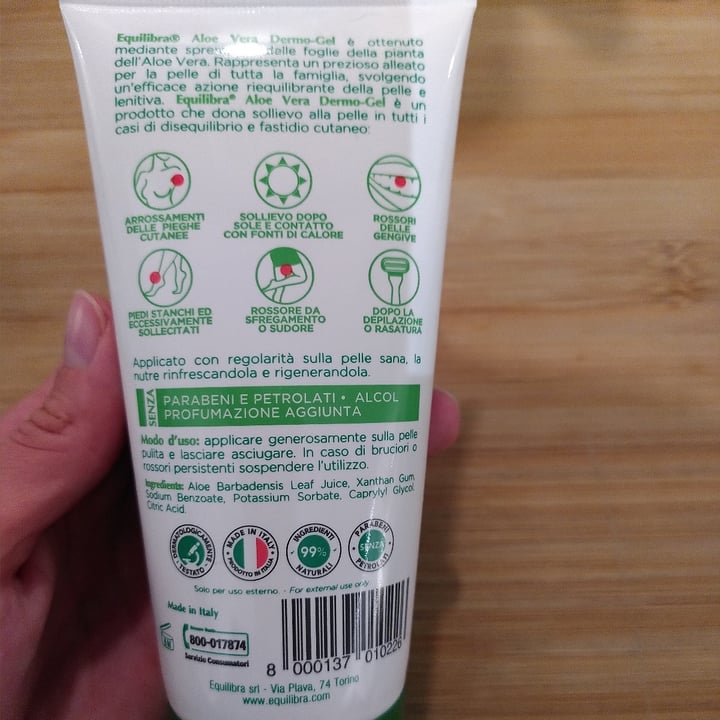 Equilibra® Aloe Vera Dermo-Gel è ottenuto
mediante dalle foglie della pianta
dell'Aloe Vera. Rappresenta un prezioso alleato
per la pelle di tutta la famiglia, svolgendo
un'efficace azione riequilibrante della pelle e
lenitiva. Equilibra® Aloe Vera Dermo-Gel è un
prodotto che dona sollievo alla pelle in tutti i
casi di disequilibrio e fastidio cutaneo:
ARROSSAMENTI
DELLE PIEGHE
CUTANEE
SOLLIEVO DOPO
SOLE E CONTATTO
CON FONTI DI CALORE
ROSSORI
DELLE
GENGIVE
PIEDI STANCHI ED
ECCESSIVAMENTE
SOLLECITATI
ROSSORE DA
SFREGAMENTO
O SUDORE
DOPO LA
DEPILAZIONE
O RASATURA
Applicato con regolarità sulla pelle sana, la
nutre rinfrescandola e rigenerandola.
SENZA
PARABENI E PETROLATI • ALCOL
PROFUMAZIONE AGGIUNTA
Modo d'uso: applicare generosamente sulla pelle
pulita e lasciare asciugare. In caso di bruciori o
rossori persistenti sospendere l'utilizzo.
Ingredients: Aloe Barbadensis Leaf Juice, Xanthan Gum,
Sodium Benzoate, Potassium Sorbate, Caprylyl Glycol,
Citric Acid.
DERMATOLOGICAMENTE
TESTATO
MADE IN ITALY
PRODOTTO IN ITALIA
INGREDIENTI
99%
NATURALI
PARABENI
SENZA
PETROLATI
Solo per uso esterno. - For external use only.
Made in Italy
800-017874
Servizio Consumatori
8 000137 010226
Equilibra srl - Via Plava, 74 Torino
www.equilibra.com